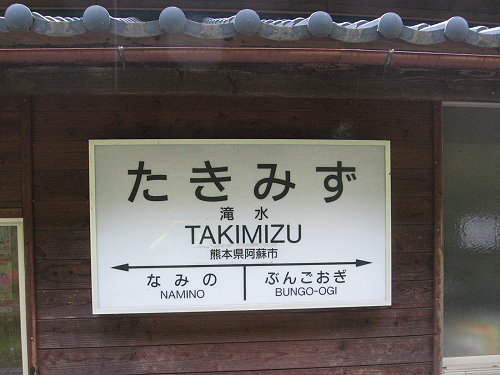 たきみず
滝水
TAKIMIZU
熊本県阿蘇市
なみの ぶんごおぎ
NAMINO BUNGO-OGI